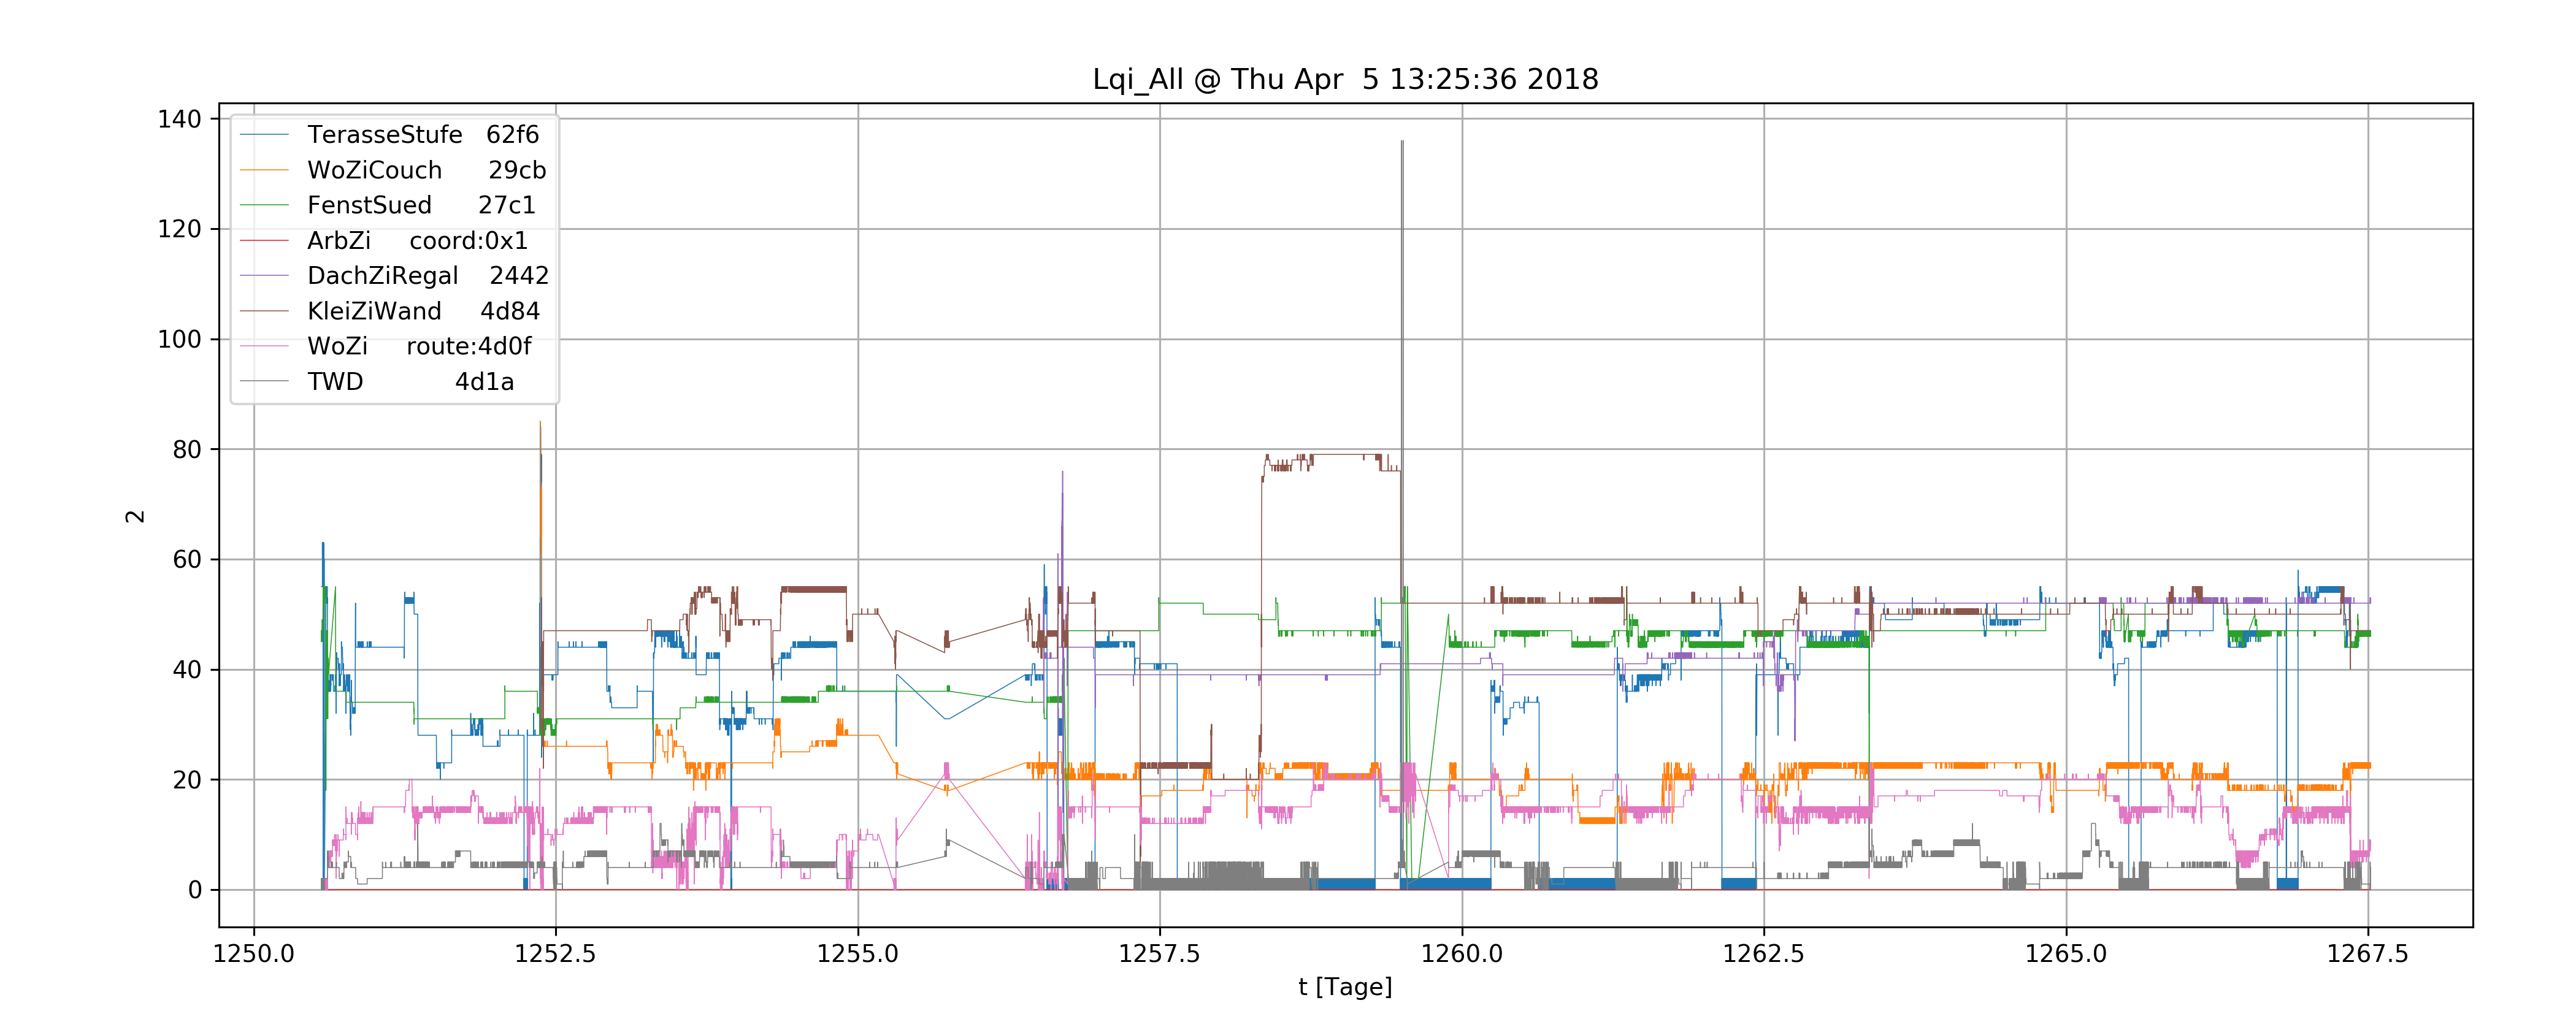 Lqi_All @ Thu Apr  5 13:25:36 2018
140
120
100
80
60
40
20
0
2
TerasseStufe   62f6
WoZiCouch      29cb
FenstSued      27c1
ArbZi     coord:0x1
DachZiRegal    2442
KleiZiWand     4d84
WoZi     route:4d0f
TWD            4d1a
1250.0 1252.5 1255.0 1257.5 1260.0 1262.5 1265.0 1267.5
t [Tage]